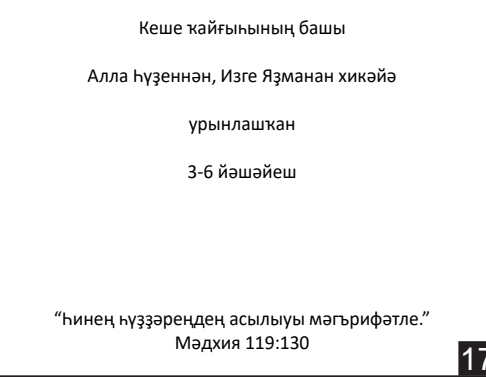 Кеше ҡайғыһының башы
Алла Һүҙеннән, Изге Яҙманан хикәйә
урынлашҡан
3-6 йәшәйеш
“Һинең һүҙҙәреңдең асылыуы мәгърифәтле.”
Мәдхия 119:130
17